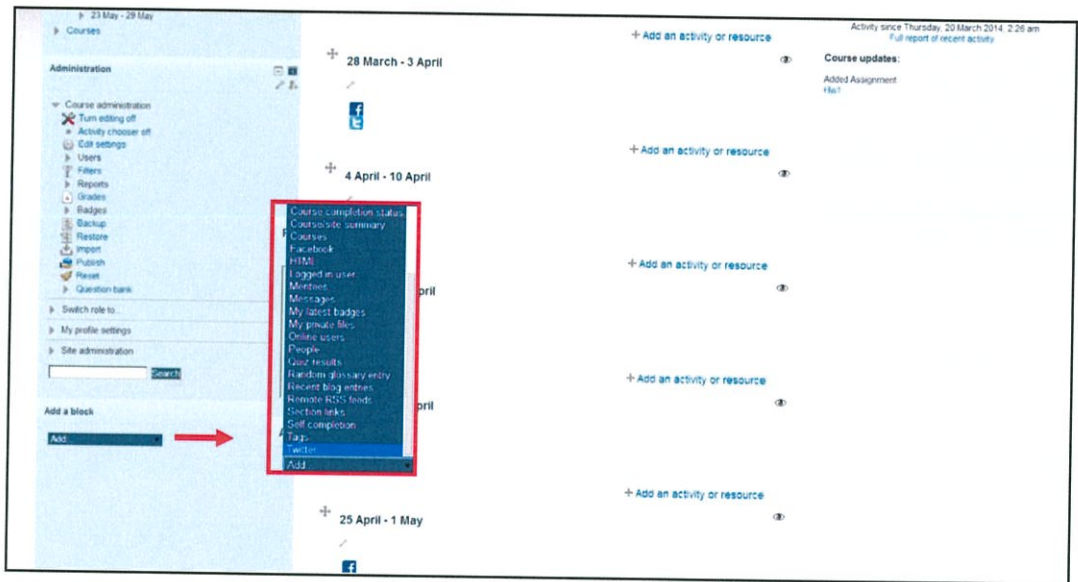 23 May - 29 May
Courses
Administration
Course administration
Turn editing off
Activity chooser off
Edit settings
Users
Filters
Reports
Grades
Badges
Backup
Restore
Import
Publish
Reset
Question bank
Switch role to...
My profile settings
Site administration
Search
Add a block
Add...
Course completion status
Course/site summary
Courses
Facebook
HTML
Logged in user
Mentees
Messages
My latest badges
My private files
Online users
People
Quiz results
Random glossary entry
Recent blog entries
Remote RSS feeds
Section links
Self completion
Tags
Twitter
Add...
+ Add an activity or resource
28 March - 3 April
+ Add an activity or resource
4 April - 10 April
+ Add an activity or resource
pril
+ Add an activity or resource
pril
+ Add an activity or resource
25 April - 1 May
Activity since Thursday, 20 March 2014, 2:26 am
Full report of recent activity
Course updates:
Added Assignment